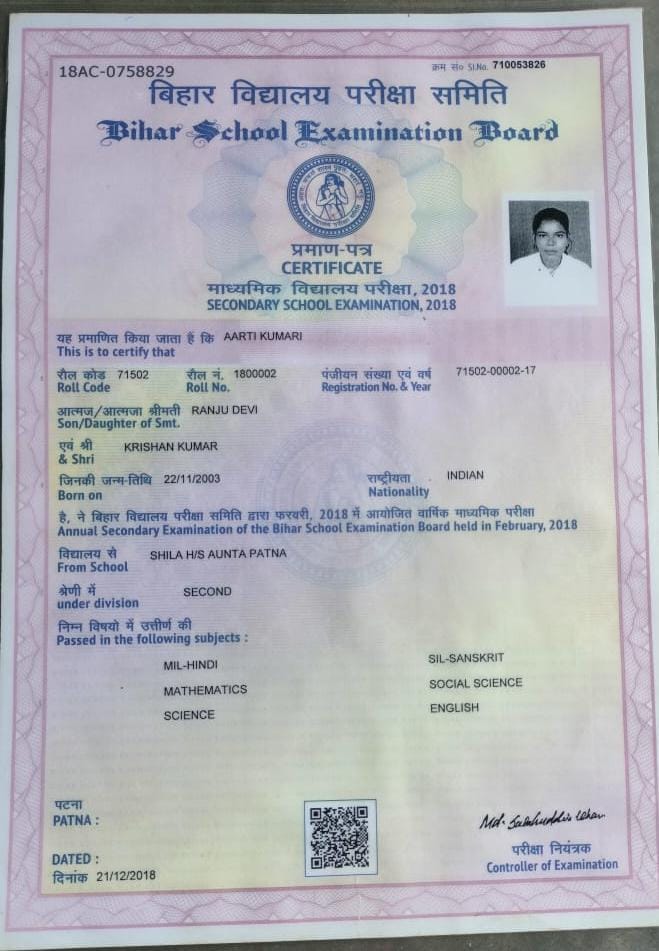 18AC-0758829
क्रम सं० Sl.No. 710053826
बिहार विद्यालय परीक्षा समिति
Bihar School Examination Board
प्रमाण-पत्र
CERTIFICATE
माध्यमिक विद्यालय परीक्षा, 2018
SECONDARY SCHOOL EXAMINATION, 2018
यह प्रमाणित किया जाता हैं कि AARTI KUMARI
This is to certify that
रौल कोड 71502 रौल नं. 1800002 पंजीयन संख्या एवं वर्ष 71502-00002-17
Roll Code Roll No. Registration No. & Year
आत्मज/आत्मजा श्रीमती RANJU DEVI
Son/Daughter of Smt.
एवं श्री KRISHAN KUMAR
& Shri
जिनकी जन्म-तिथि 22/11/2003 राष्ट्रीयता INDIAN
Born on Nationality
है, ने बिहार विद्यालय परीक्षा समिति द्वारा फरवरी, 2018 में आयोजित वार्षिक माध्यमिक परीक्षा
Annual Secondary Examination of the Bihar School Examination Board held in February, 2018
विद्यालय से SHILA H/S AUNTA PATNA
From School
श्रेणी में SECOND
under division
निम्न विषयो में उत्तीर्ण की
Passed in the following subjects :
MIL-HINDI SIL-SANSKRIT
MATHEMATICS SOCIAL SCIENCE
SCIENCE ENGLISH
पटना
PATNA :
Md.
परीक्षा नियंत्रक
Controller of Examination
DATED :
दिनांक 21/12/2018